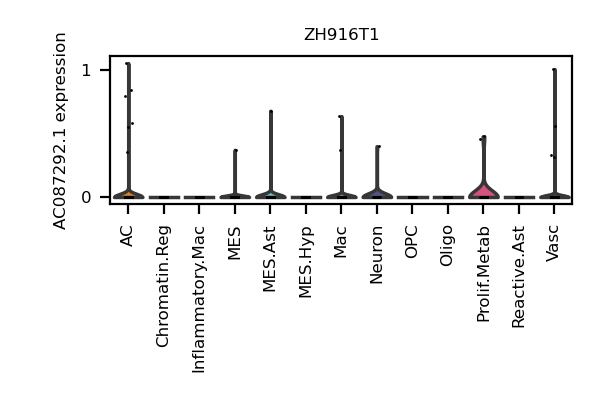 ZH916T1
AC087292.1 expression
1
0
AC
Chromatin.Reg
Inflammatory.Mac
MES
MES.Ast
MES.Hyp
Mac
Neuron
OPC
Oligo
Prolif.Metab
Reactive.Ast
Vasc